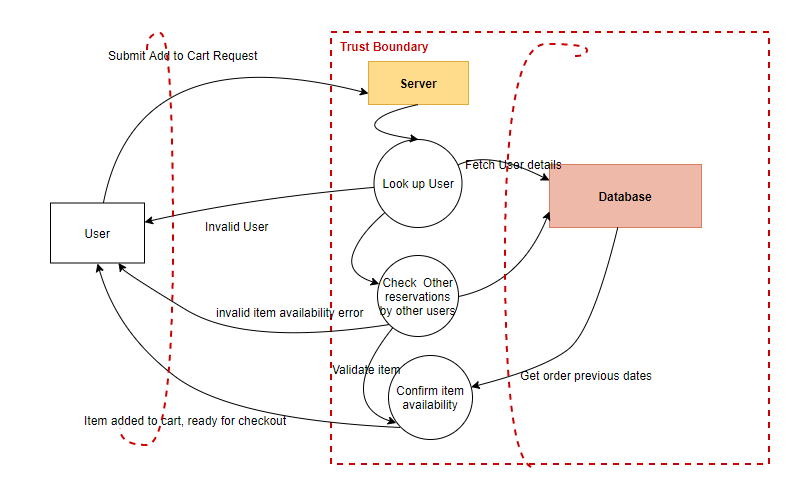 Trust Boundary
Submit Add to Cart Request
Server
Fetch User details
Look up User
Database
Invalid User
User
Check  Other
reservations
by other users
invalid item availability error
Validate item
Get order previous dates
Confirm item
availability
Item added to cart, ready for checkout